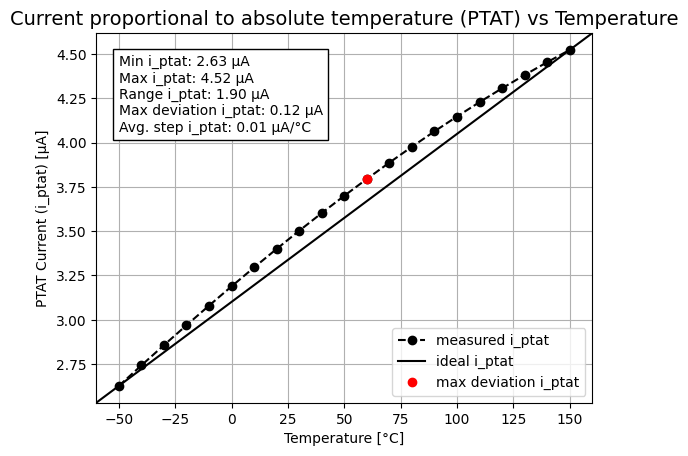 Current proportional to absolute temperature (PTAT) vs Temperature
4.50
4.25
4.00
3.75
3.50
3.25
3.00
2.75
PTAT Current (i_ptat) [µA]
Min i_ptat: 2.63 µA
Max i_ptat: 4.52 µA
Range i_ptat: 1.90 µA
Max deviation i_ptat: 0.12 µA
Avg. step i_ptat: 0.01 µA/°C
measured i_ptat
ideal i_ptat
max deviation i_ptat
−50 −25 0 25 50 75 100 125 150
Temperature [°C]